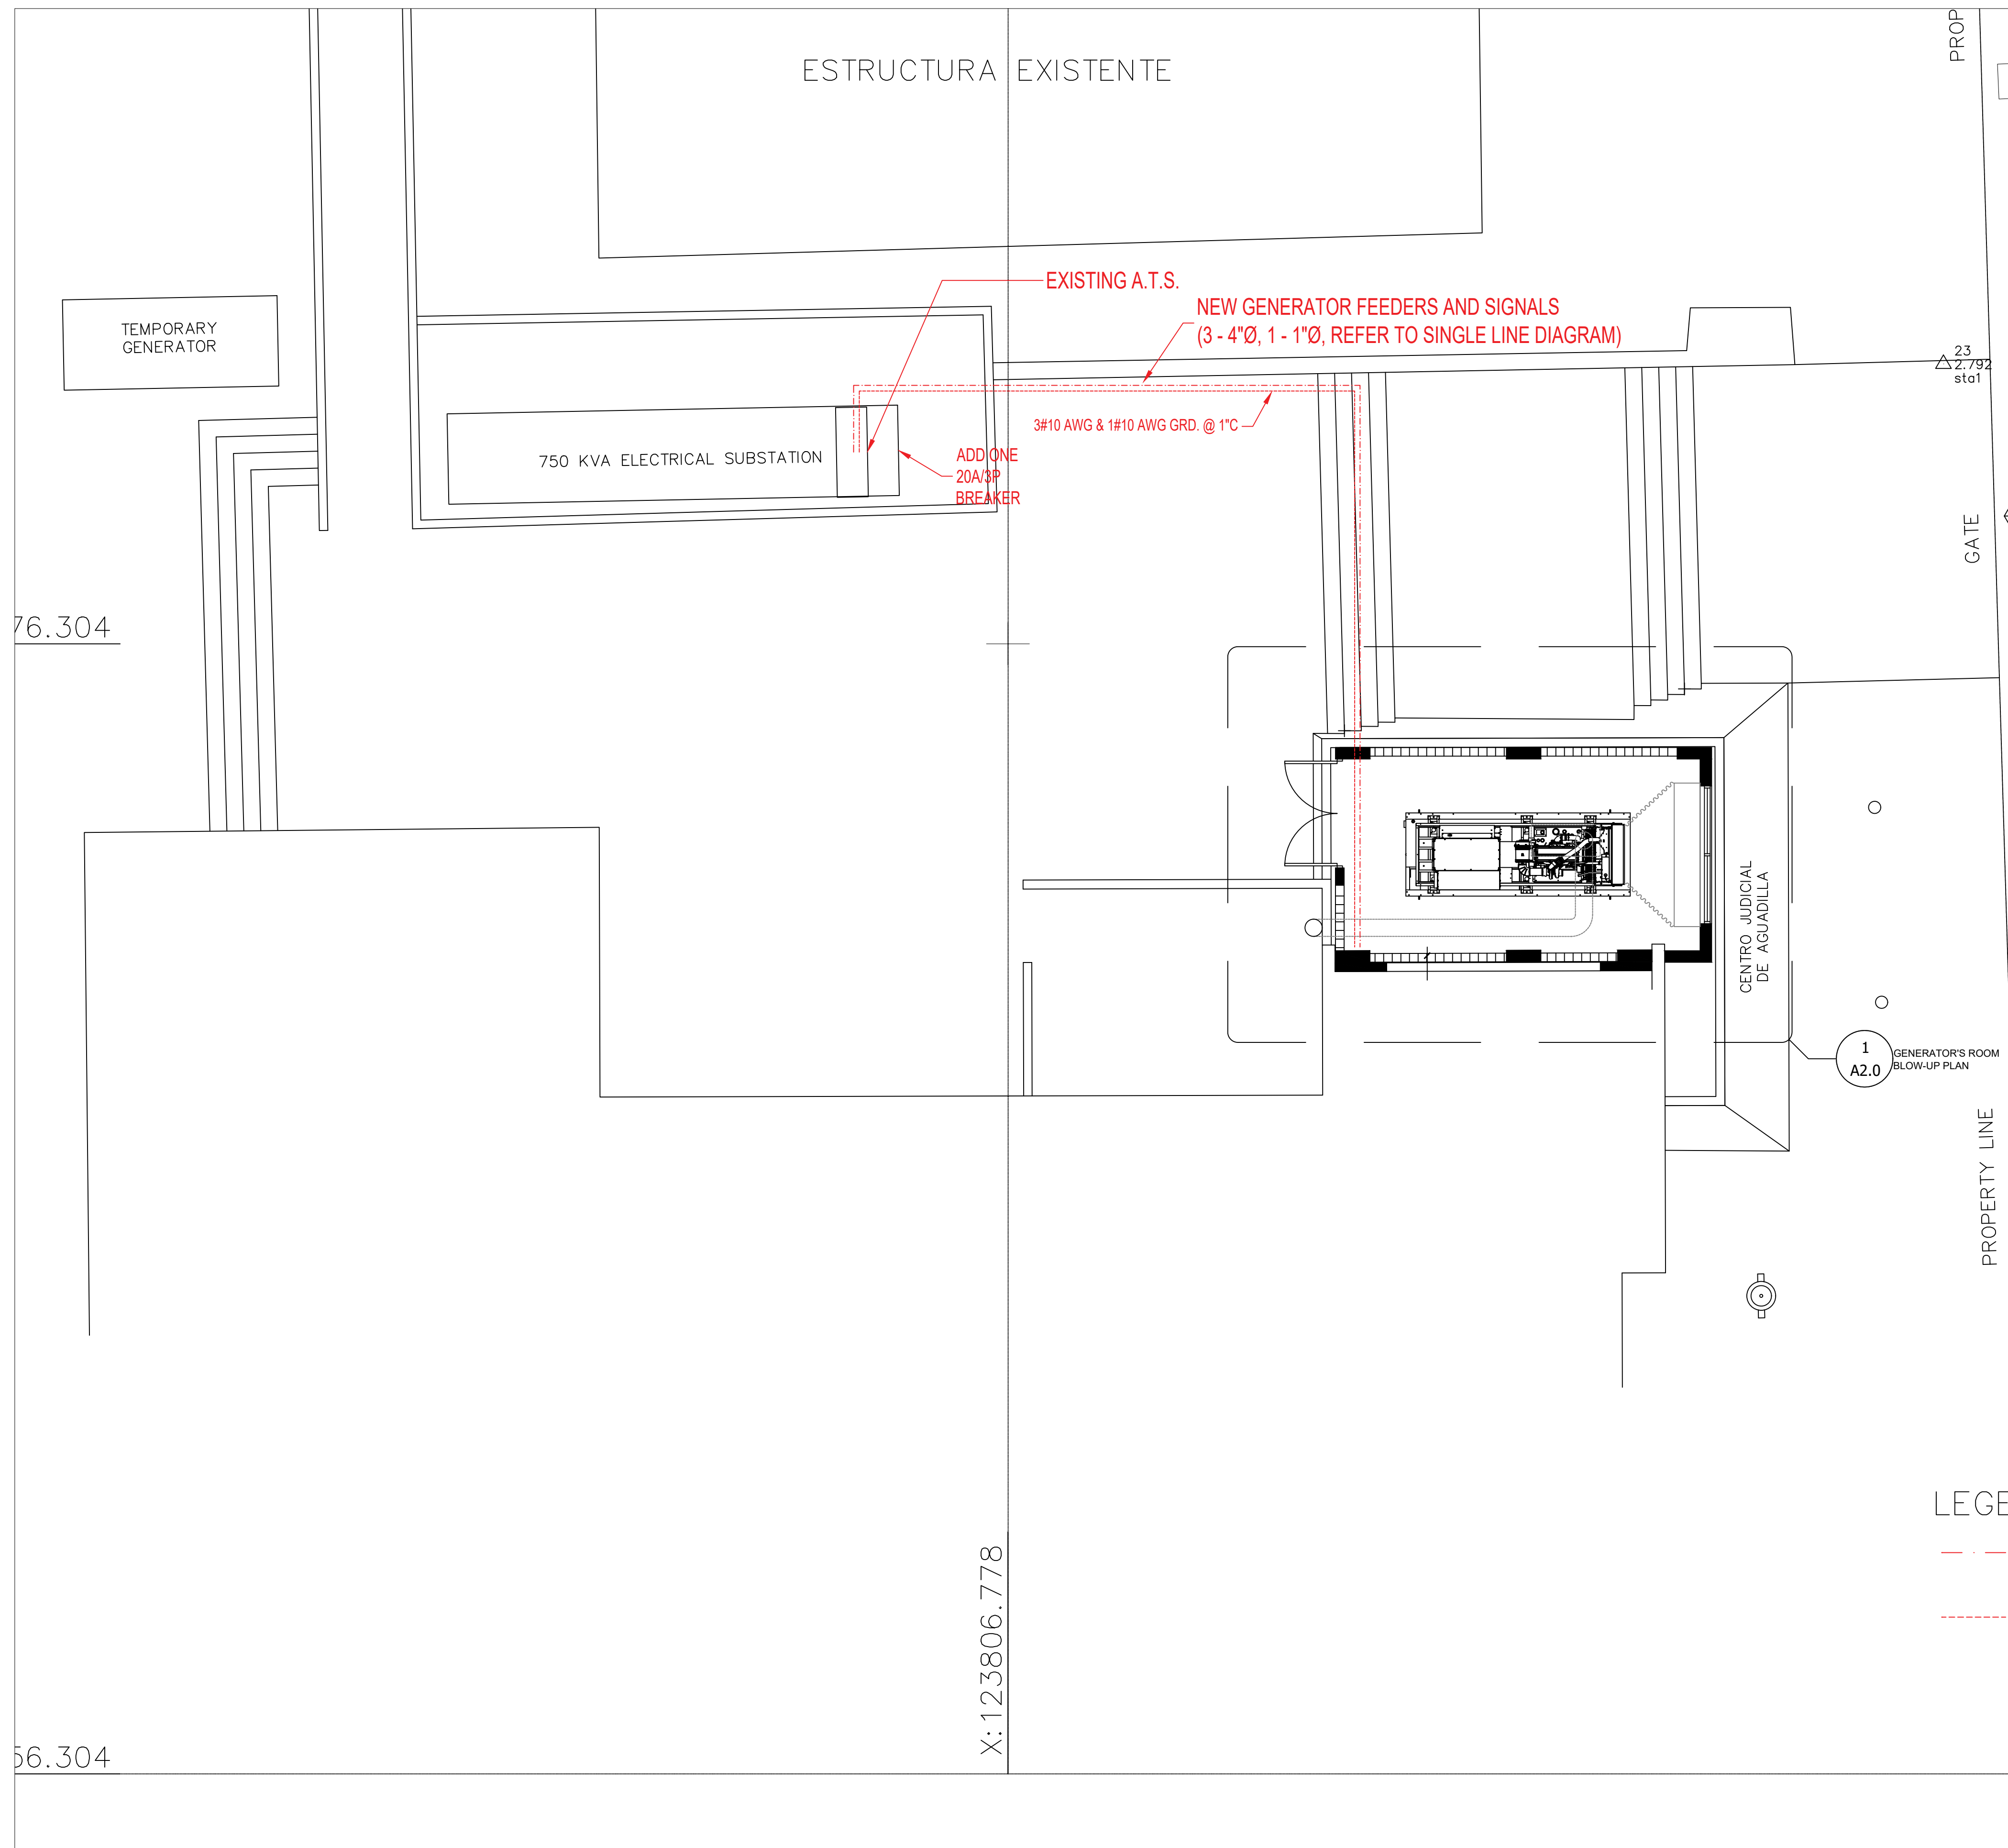 ESTRUCTURA EXISTENTE
PROP
EXISTING A.T.S.
NEW GENERATOR FEEDERS AND SIGNALS
(3 - 4"Ø, 1 - 1"Ø, REFER TO SINGLE LINE DIAGRAM)
TEMPORARY
GENERATOR
23
2.792
sta1
3#10 AWG & 1#10 AWG GRD. @ 1"C
750 KVA ELECTRICAL SUBSTATION
ADD ONE
20A/3P
BREAKER
GATE
76.304
CENTRO JUDICIAL
DE AGUADILLA
1
A2.0
GENERATOR'S ROOM
BLOW-UP PLAN
PROPERTY LINE
LEGE
X:123806.778
56.304